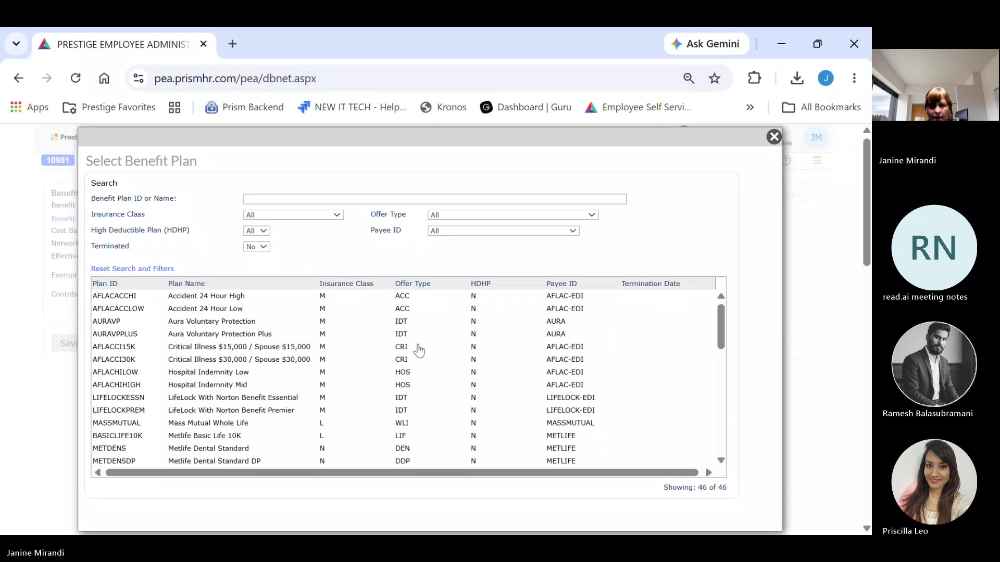 PRESTIGE EMPLOYEE ADMINIST
Ask Gemini
pea.prismhr.com/pea/dbnet.aspx
J
Apps
Prestige Favorites
Prism Backend
NEW IT TECH - Help...
Kronos
Dashboard | Guru
Employee Self Servi...
All Bookmarks
Prest
JM
10981
Select Benefit Plan
Search
Benefit Plan ID or Name:
Insurance Class All Offer Type All
High Deductible Plan (HDHP) All Payee ID All
Terminated No
Reset Search and Filters
Plan ID Plan Name Insurance Class Offer Type HDHP Payee ID Termination Date
AFLACACCHI Accident 24 Hour High M ACC N AFLAC-EDI
AFLACACCLOW Accident 24 Hour Low M ACC N AFLAC-EDI
AURAVP Aura Voluntary Protection M IDT N AURA
AURAVPPLUS Aura Voluntary Protection Plus M IDT N AURA
AFLACCI15K Critical Illness $15,000 / Spouse $15,000 M CRI N AFLAC-EDI
AFLACCI30K Critical Illness $30,000 / Spouse $30,000 M CRI N AFLAC-EDI
AFLACHILOW Hospital Indemnity Low M HOS N AFLAC-EDI
AFLACHIHIGH Hospital Indemnity Mid M HOS N AFLAC-EDI
LIFELOCKESSN LifeLock With Norton Benefit Essential M IDT N LIFELOCK-EDI
LIFELOCKPREM LifeLock With Norton Benefit Premier M IDT N LIFELOCK-EDI
MASSMUTUAL Mass Mutual Whole Life L WLI N MASSMUTUAL
BASICLIFE10K Metlife Basic Life 10K L LIF N METLIFE
METDENS Metlife Dental Standard N DEN N METLIFE
METDENSDP Metlife Dental Standard DP N DDP N METLIFE
Showing: 46 of 46
Benefit
Benefit
Benefit
Cost Ba
Network
Effective
Exempt
Contribu
Save
Janine Mirandi
RN
read.ai meeting notes
Ramesh Balasubramani
Priscilla Leo
Janine Mirandi